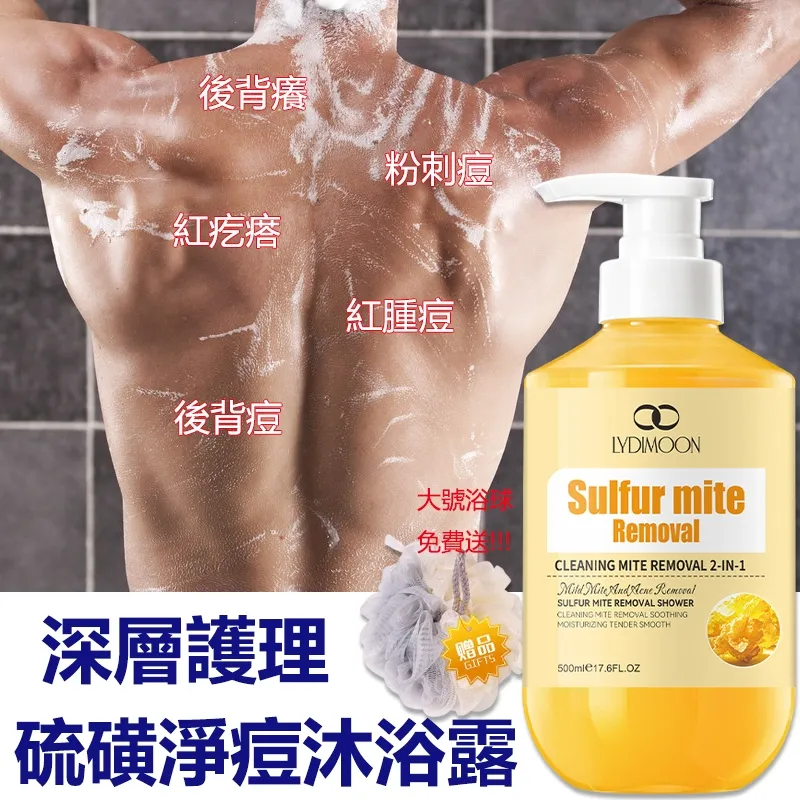 後背癢
粉刺痘
紅疙瘩
紅腫痘
後背痘
大號浴球
免費送!!!
赠品
GIFTS
LYDIMOON
Sulfur mite
Removal
CLEANING MITE REMOVAL 2-IN-1
Mild Mite And Acne Removal
SULFUR MITE REMOVAL SHOWER
CLEANING MITE REMOVAL SOOTHING
MOISTURIZING TENDER SMOOTH
500ml℮17.6FL.OZ
深層護理
硫磺淨痘沐浴露